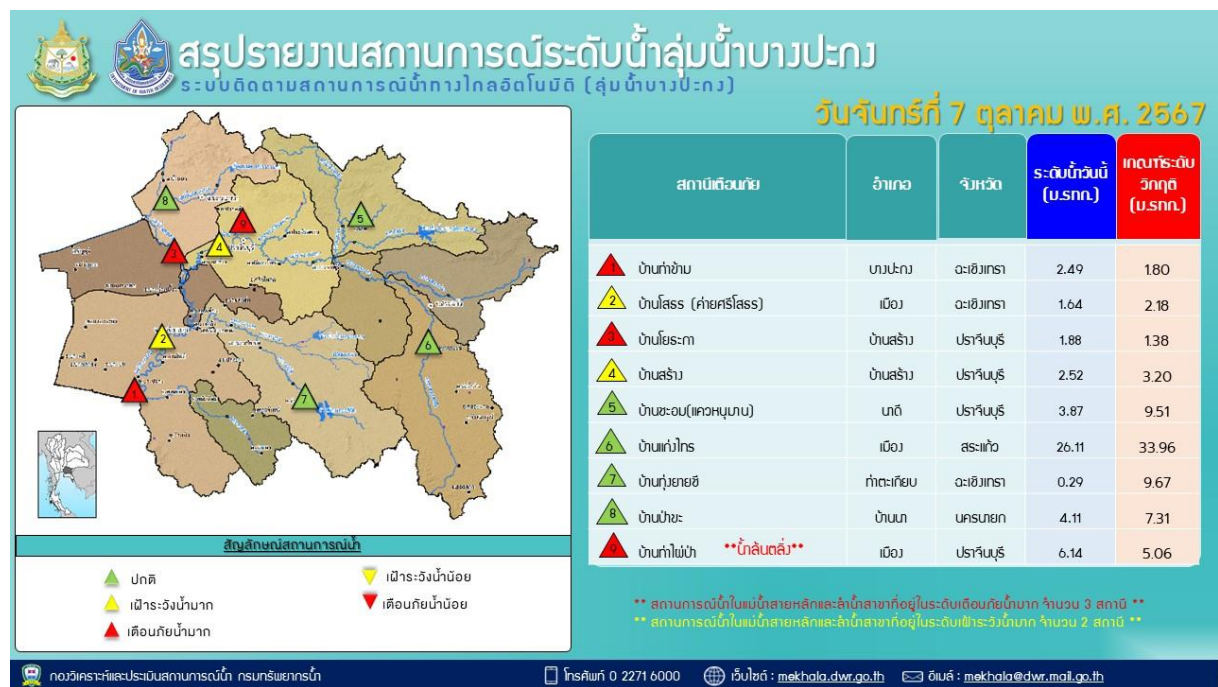 สรุปรายงานสถานการณ์ระดับน้ำลุ่มน้ำบางปะกง
ระบบติดตามสถานการณ์น้ำทางไกลอัตโนมัติ (ลุ่มน้ำบางปะกง)
วันจันทร์ที่ 7 ตุลาคม พ.ศ. 2567
8
9
5
3
4
2
6
1
7
สัญลักษณ์สถานการณ์น้ำ
ปกติ
เฝ้าระวังน้ำมาก
เตือนภัยน้ำมาก
เฝ้าระวังน้ำน้อย
เตือนภัยน้ำน้อย
สถานีเตือนภัย อำเภอ จังหวัด ระดับน้ำวันนี้ (ม.รทก.) เกณฑ์ระดับวิกฤติ (ม.รทก.)
1 บ้านท่าข้าม บางปะกง ฉะเชิงเทรา 2.49 1.80
2 บ้านโสธร (ค่ายศรีโสธร) เมือง ฉะเชิงเทรา 1.64 2.18
3 บ้านโยธะกา บ้านสร้าง ปราจีนบุรี 1.88 1.38
4 บ้านสร้าง บ้านสร้าง ปราจีนบุรี 2.52 3.20
5 บ้านซะอม(แควหนุมาน) นาดี ปราจีนบุรี 3.87 9.51
6 บ้านแก่งไทร เมือง สระแก้ว 26.11 33.96
7 บ้านทุ่งยายชี ท่าตะเกียบ ฉะเชิงเทรา 0.29 9.67
8 บ้านป่าขะ บ้านนา นครนายก 4.11 7.31
9 บ้านท่าไผ่ป่า **น้ำล้นตลิ่ง** เมือง ปราจีนบุรี 6.14 5.06
** สถานการณ์น้ำในแม่น้ำสายหลักและลำน้ำสาขาที่อยู่ในระดับเตือนภัยน้ำมาก จำนวน 3 สถานี **
** สถานการณ์น้ำในแม่น้ำสายหลักและลำน้ำสาขาที่อยู่ในระดับเฝ้าระวังน้ำมาก จำนวน 2 สถานี **
กองวิเคราะห์และประเมินสถานการณ์น้ำ กรมทรัพยากรน้ำ โทรศัพท์ 0 2271 6000 เว็บไซต์ : mekhala.dwr.go.th อีเมล์ : mekhala@dwr.mail.go.th